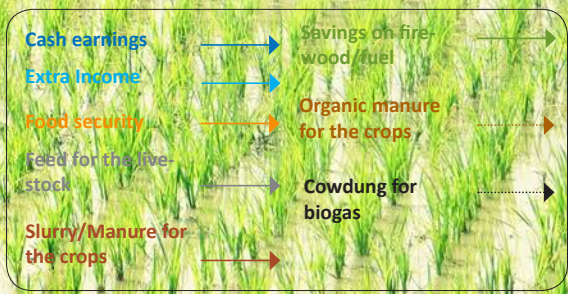 Cash earnings
Extra Income
Food security
Feed for the live-
stock
Slurry/Manure for
the crops
Savings on fire-
wood/fuel
Organic manure
for the crops
Cowdung for
biogas